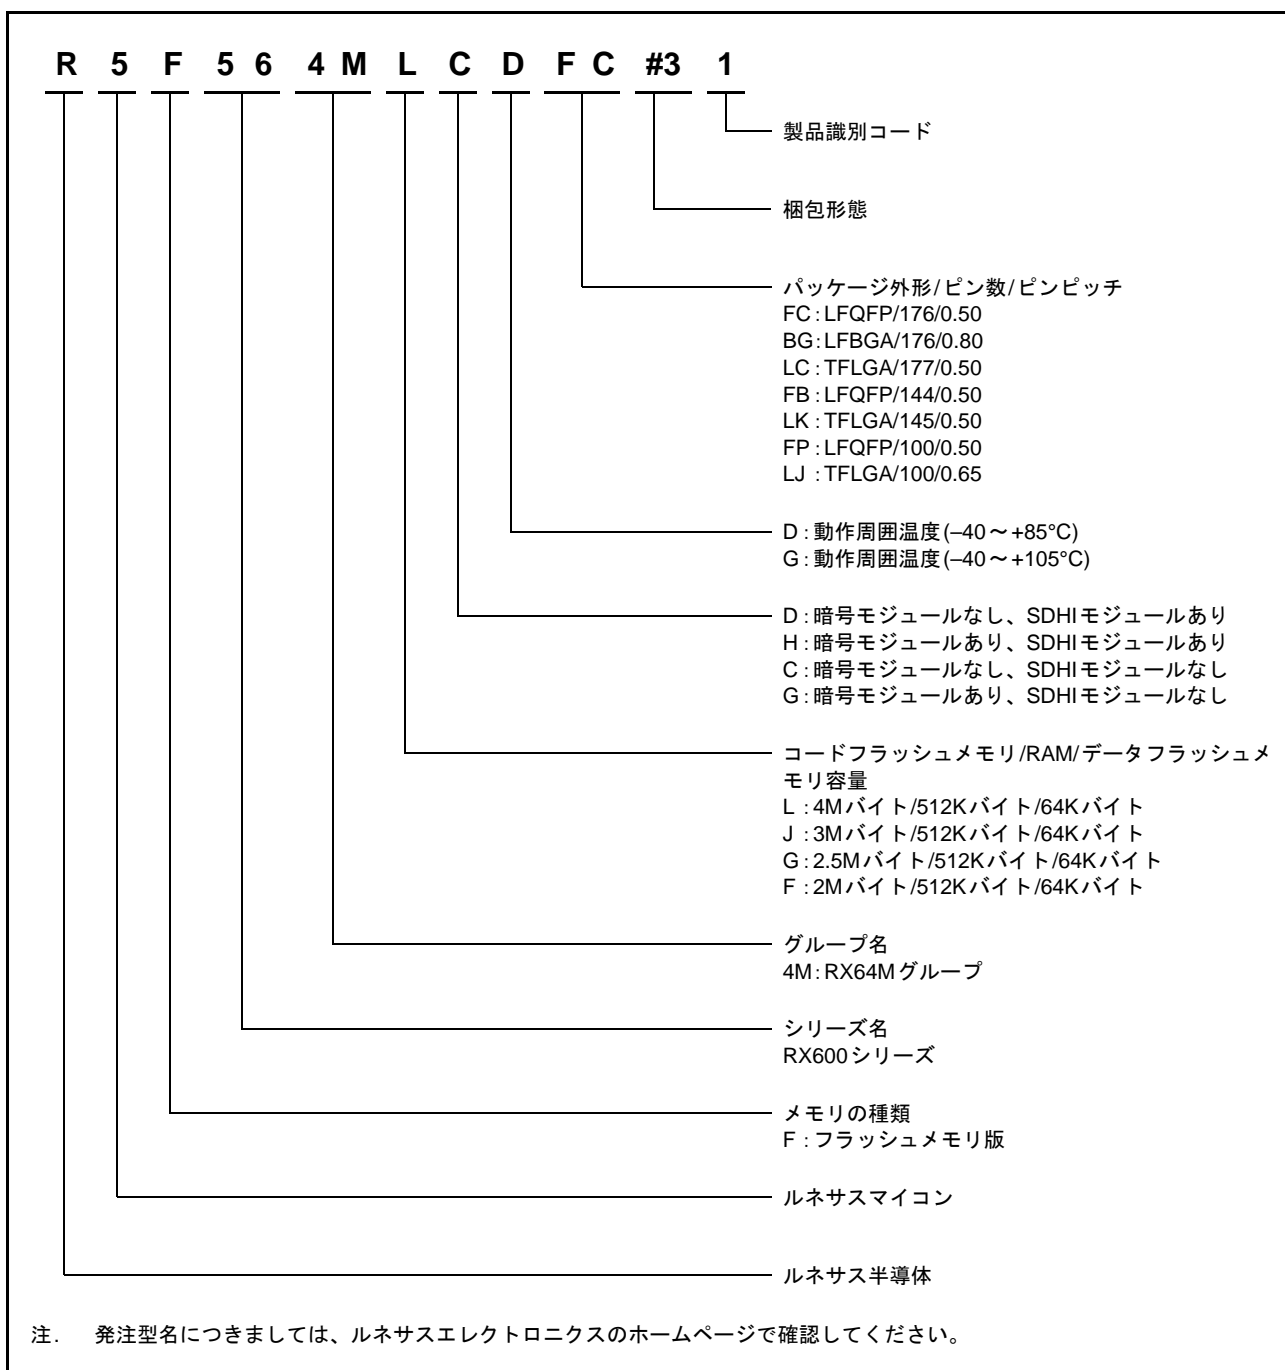 R 5 F 5 6 4 M L C D F C #3 1
製品識別コード
梱包形態
パッケージ外形/ピン数/ピンピッチ
FC : LFQFP/176/0.50
BG : LFBGA/176/0.80
LC : TFLGA/177/0.50
FB : LFQFP/144/0.50
LK : TFLGA/145/0.50
FP : LFQFP/100/0.50
LJ : TFLGA/100/0.65
D : 動作周囲温度(–40～+85°C)
G : 動作周囲温度(–40～+105°C)
D : 暗号モジュールなし、SDHIモジュールあり
H : 暗号モジュールあり、SDHIモジュールあり
C : 暗号モジュールなし、SDHIモジュールなし
G : 暗号モジュールあり、SDHIモジュールなし
コードフラッシュメモリ/RAM/データフラッシュメ
モリ容量
L : 4Mバイト/512Kバイト/64Kバイト
J : 3Mバイト/512Kバイト/64Kバイト
G : 2.5Mバイト/512Kバイト/64Kバイト
F : 2Mバイト/512Kバイト/64Kバイト
グループ名
4M : RX64Mグループ
シリーズ名
RX600シリーズ
メモリの種類
F : フラッシュメモリ版
ルネサスマイコン
ルネサス半導体
注. 発注型名につきましては、ルネサスエレクトロニクスのホームページで確認してください。